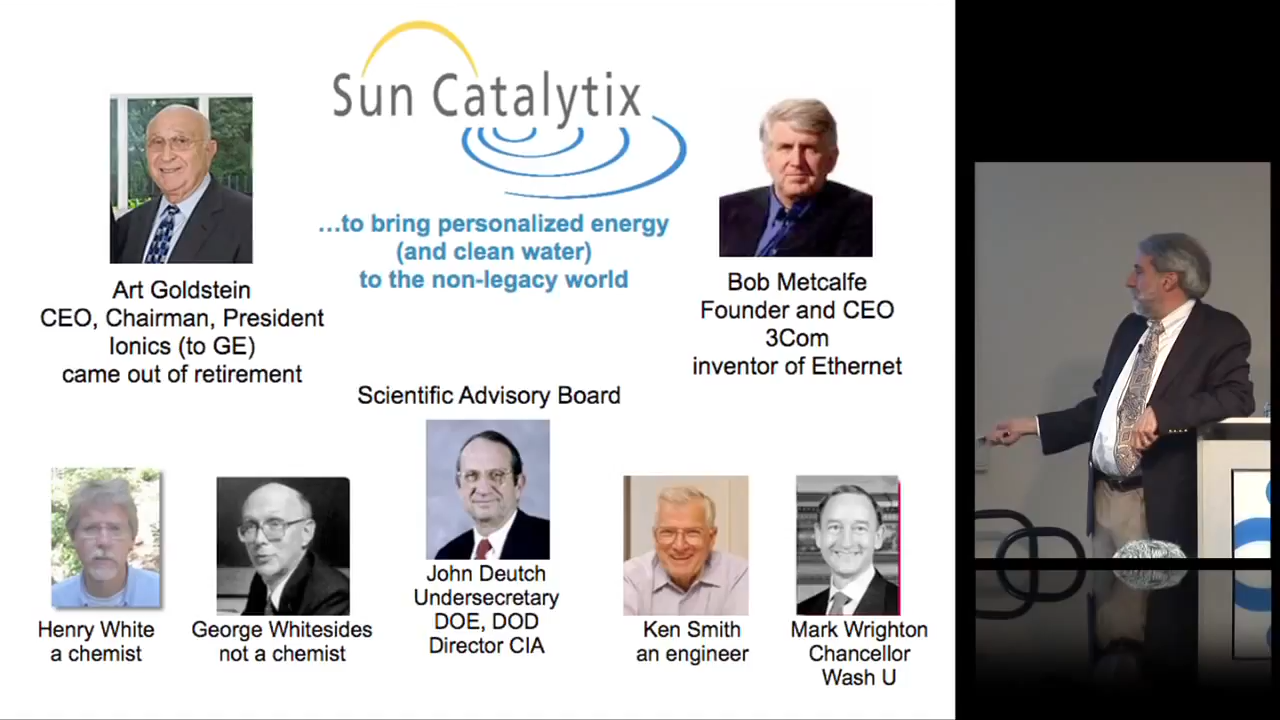 Sun Catalytix
...to bring personalized energy
(and clean water)
to the non-legacy world
Art Goldstein
CEO, Chairman, President
Ionics (to GE)
came out of retirement
Bob Metcalfe
Founder and CEO
3Com
inventor of Ethernet
Scientific Advisory Board
Henry White
a chemist
George Whitesides
not a chemist
John Deutch
Undersecretary
DOE, DOD
Director CIA
Ken Smith
an engineer
Mark Wrighton
Chancellor
Wash U